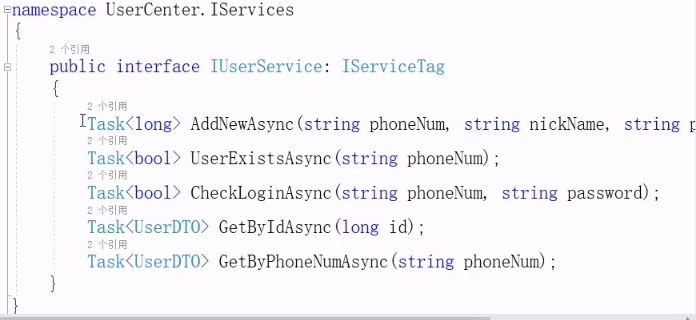 namespace UserCenter.IServices
{
2 个引用
public interface IUserService: IServiceTag
{
2 个引用
Task<long> AddNewAsync(string phoneNum, string nickName, string p
2 个引用
Task<bool> UserExistsAsync(string phoneNum);
2 个引用
Task<bool> CheckLoginAsync(string phoneNum, string password);
2 个引用
Task<UserDTO> GetByIdAsync(long id);
2 个引用
Task<UserDTO> GetByPhoneNumAsync(string phoneNum);
}
}